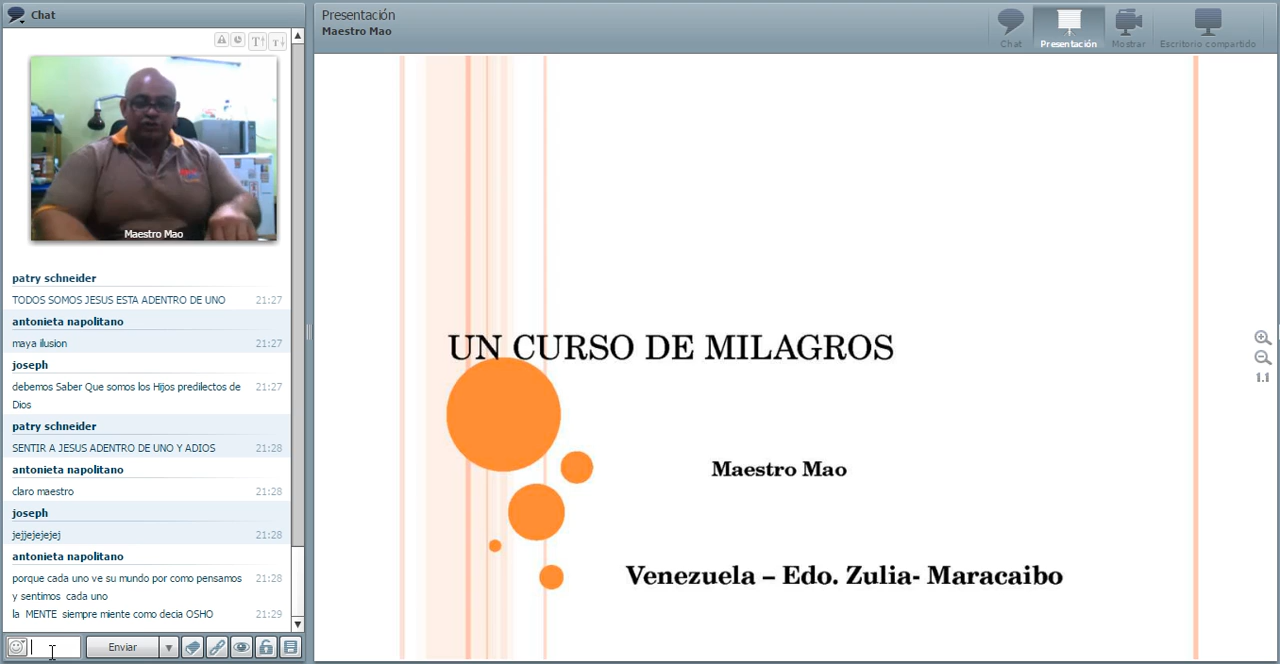 Chat
Maestro Mao
patry schneider
TODOS SOMOS JESUS ESTA ADENTRO DE UNO 21:27
antonieta napolitano
maya ilusion 21:27
joseph
debemos Saber Que somos los Hijos predilectos de 21:27
Dios
patry schneider
SENTIR A JESUS ADENTRO DE UNO Y ADIOS 21:28
antonieta napolitano
claro maestro 21:28
joseph
jejjejejejej 21:28
antonieta napolitano
porque cada uno ve su mundo por como pensamos 21:28
y sentimos cada uno
la MENTE siempre miente como decia OSHO 21:29
Enviar
Presentación
Maestro Mao
Chat
Presentación
Mostrar
Escritorio compartido
UN CURSO DE MILAGROS
Maestro Mao
Venezuela – Edo. Zulia- Maracaibo
1.1